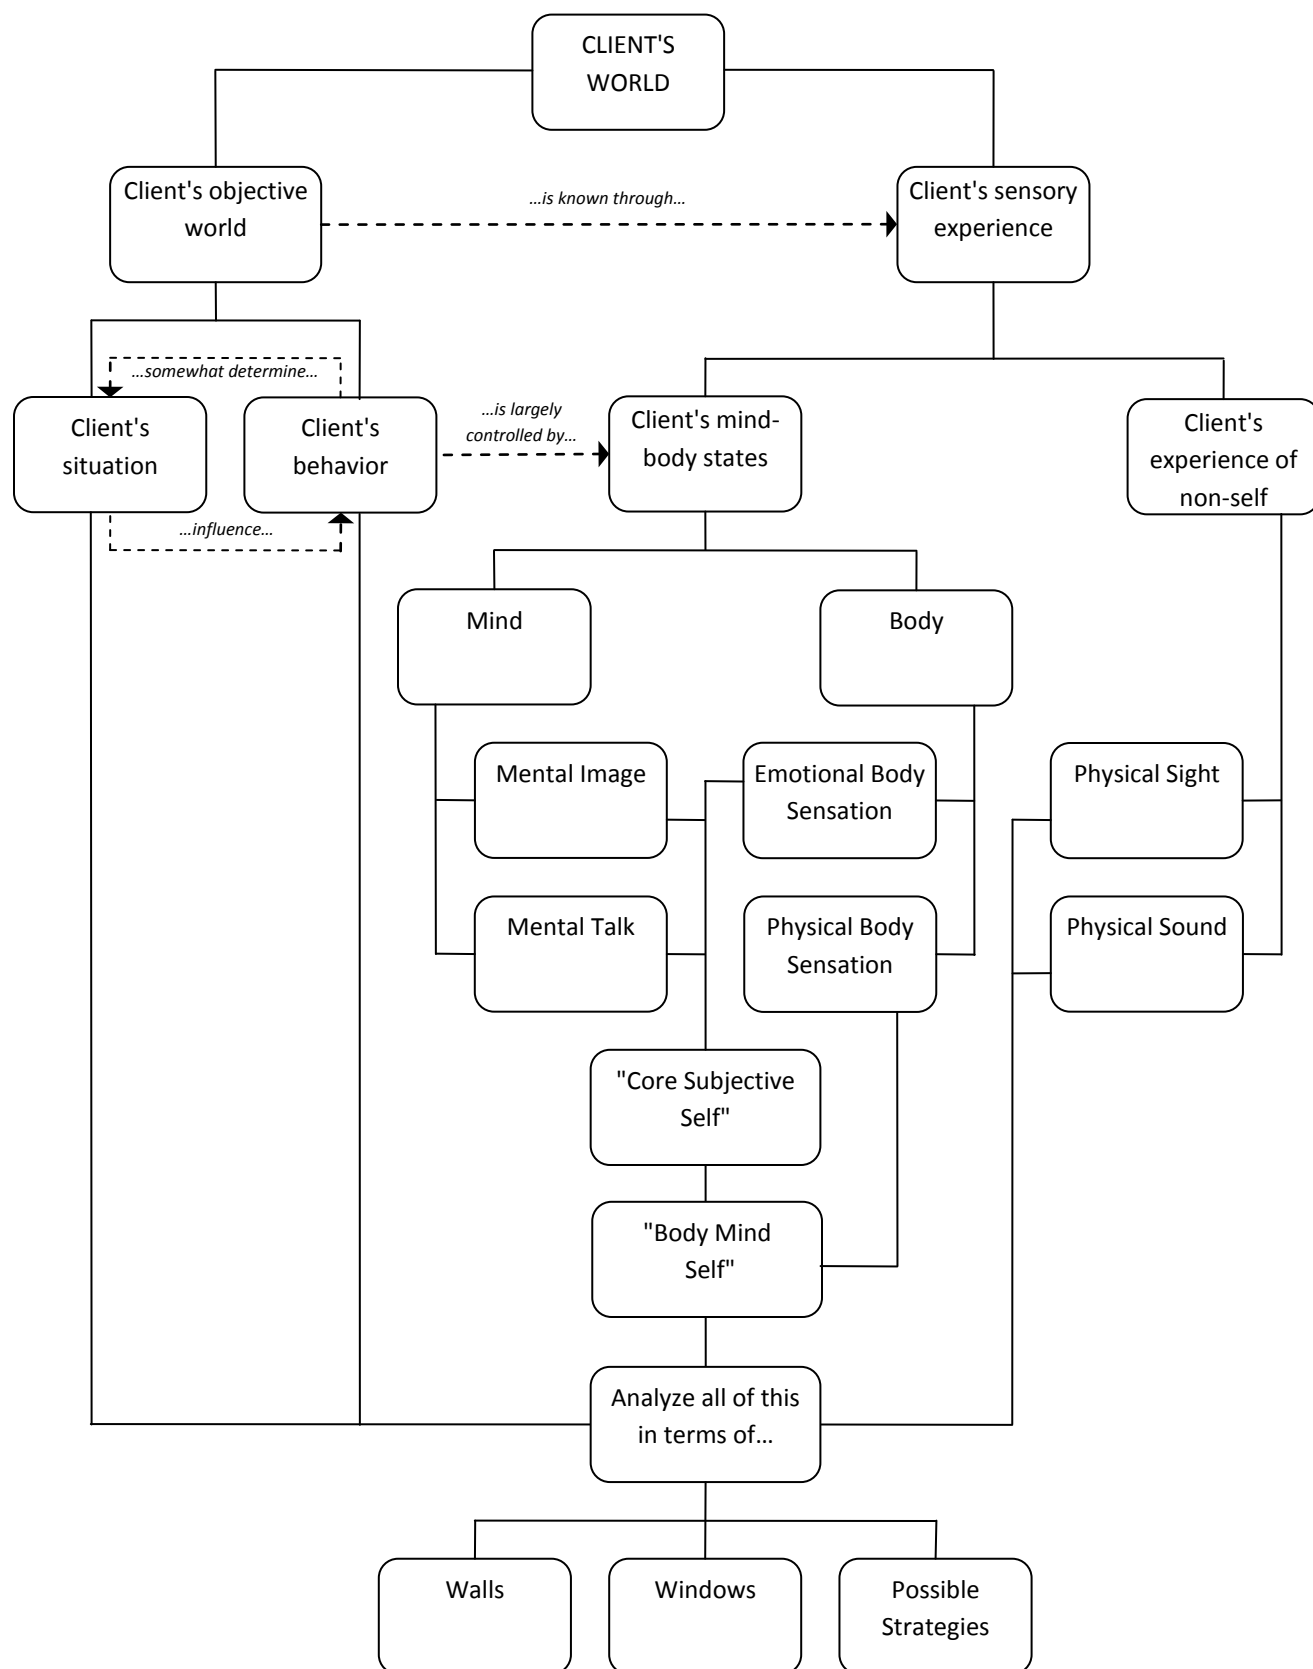 CLIENT'S
WORLD
Client's objective
world
...is known through...
Client's sensory
experience
...somewhat determine...
Client's
situation
Client's
behavior
...influence...
...is largely
controlled by...
Client's mind-
body states
Client's
experience of
non-self
Mind
Body
Mental Image
Emotional Body
Sensation
Physical Sight
Mental Talk
Physical Body
Sensation
Physical Sound
"Core Subjective
Self"
"Body Mind
Self"
Analyze all of this
in terms of...
Walls
Windows
Possible
Strategies